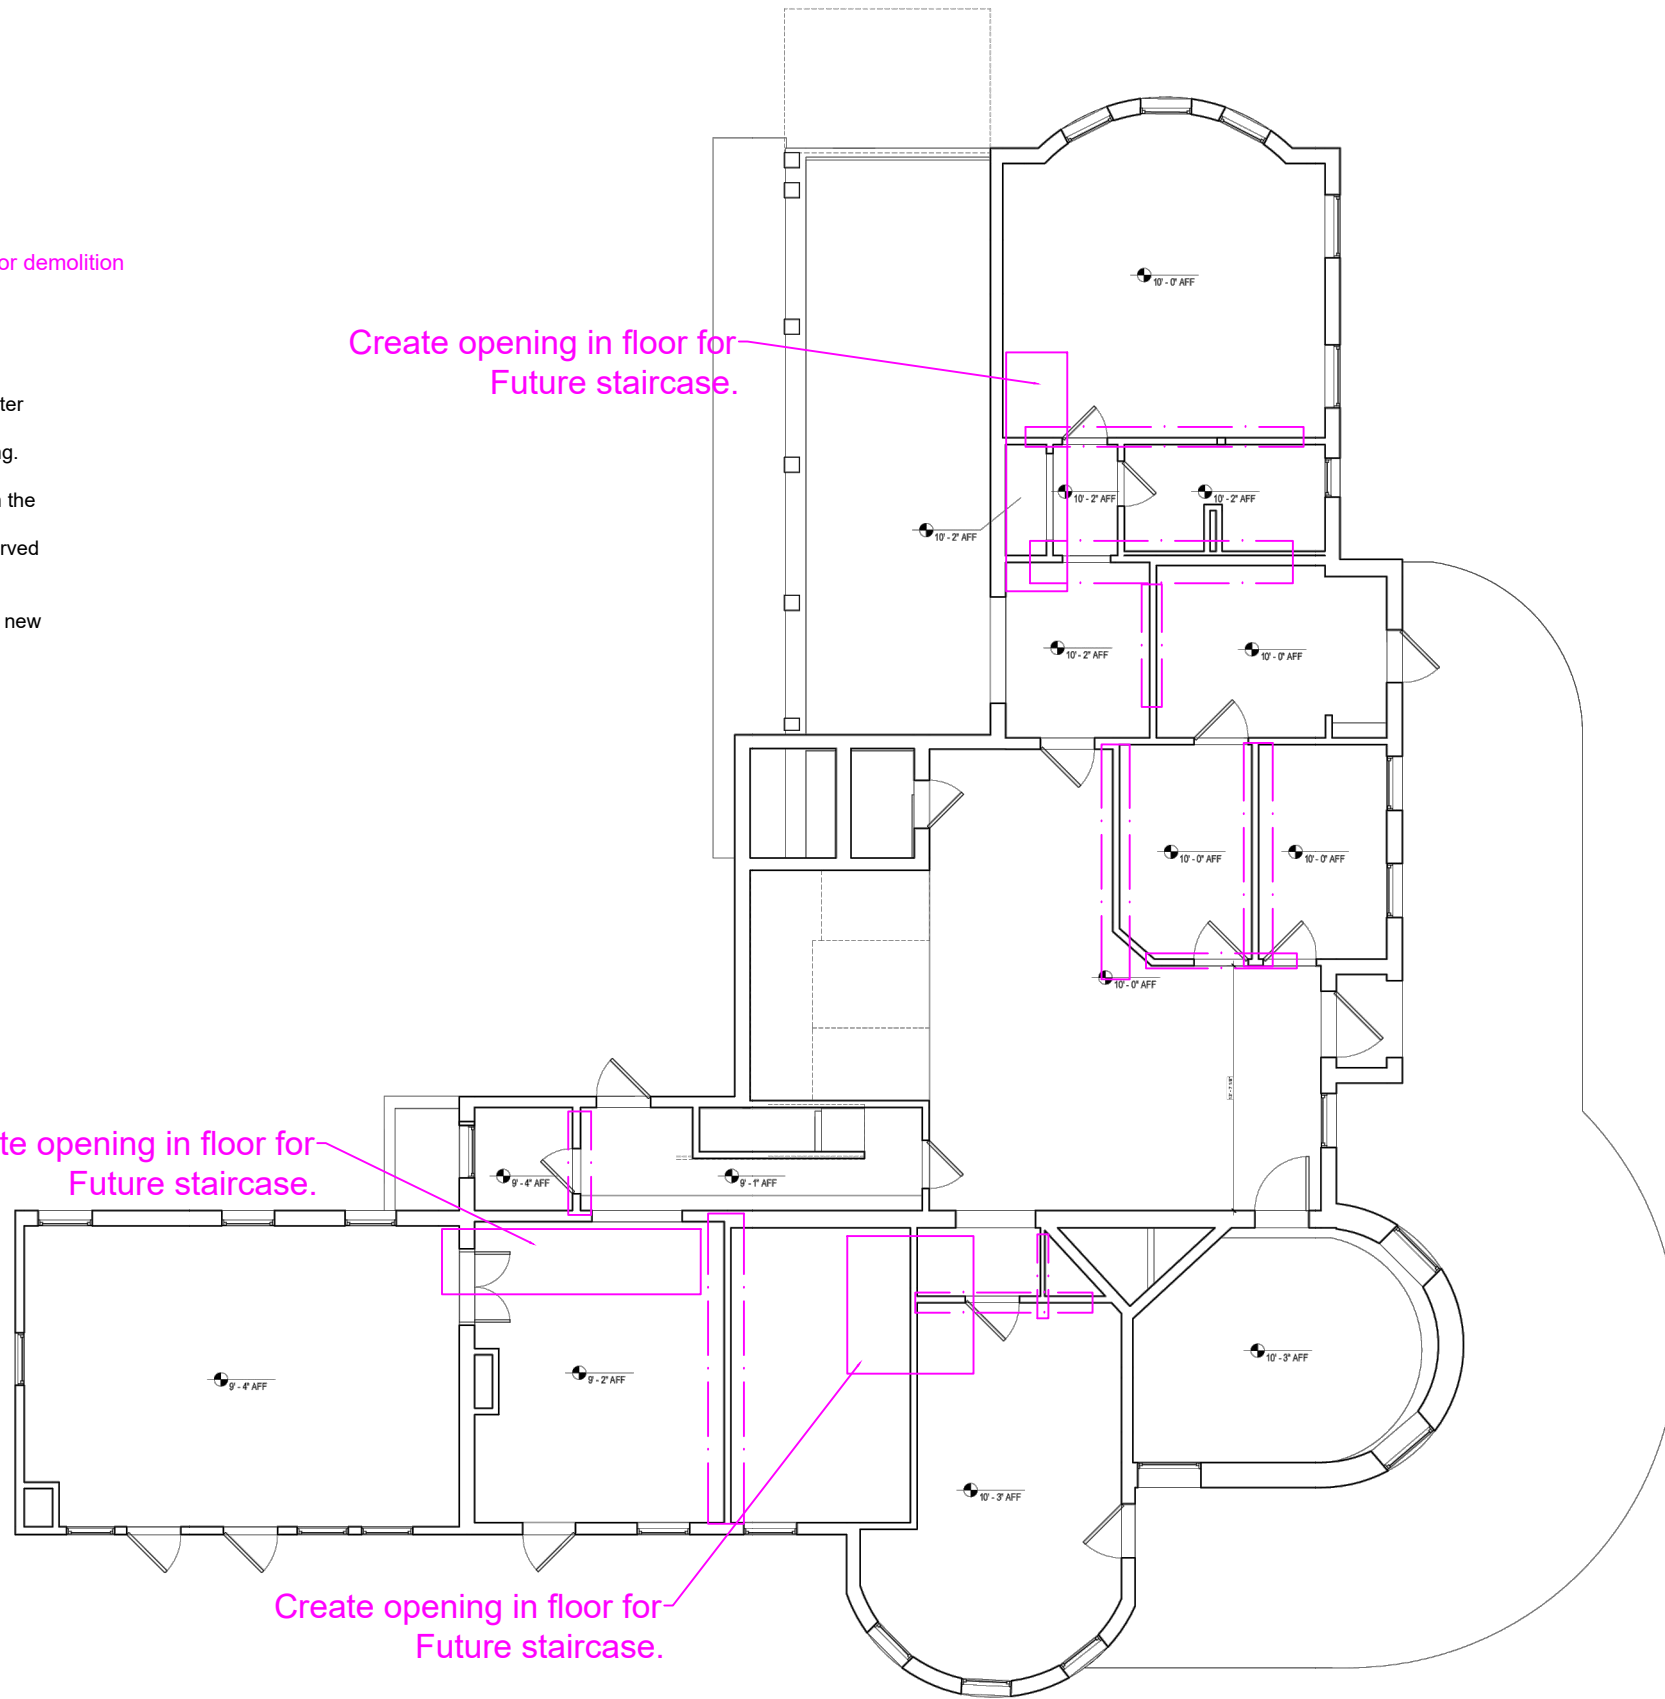 or demolition
Create opening in floor for
Future staircase.
ter
ng.
n the
rved
new
10' - 0" AFF
10' - 2" AFF
10' - 2" AFF
10' - 2" AFF
10' - 2" AFF
10' - 0" AFF
10' - 0" AFF
10' - 0" AFF
10' - 0" AFF
te opening in floor for
Future staircase.
9' - 4" AFF
9' - 1" AFF
9' - 4" AFF
9' - 2" AFF
10' - 3" AFF
10' - 3" AFF
Create opening in floor for
Future staircase.